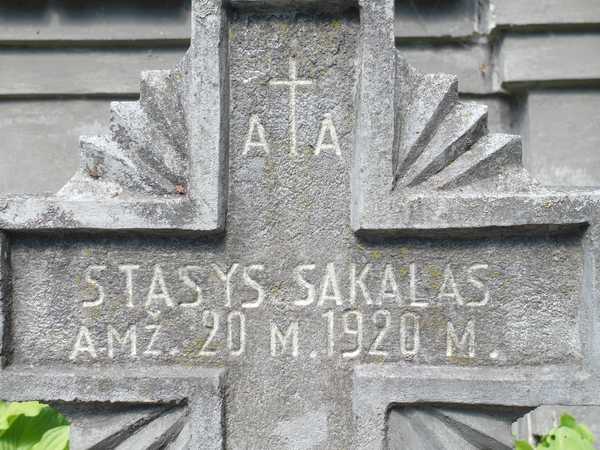 A † A
STASYS SAKALAS
AMŽ. 20 M. 1920 M.